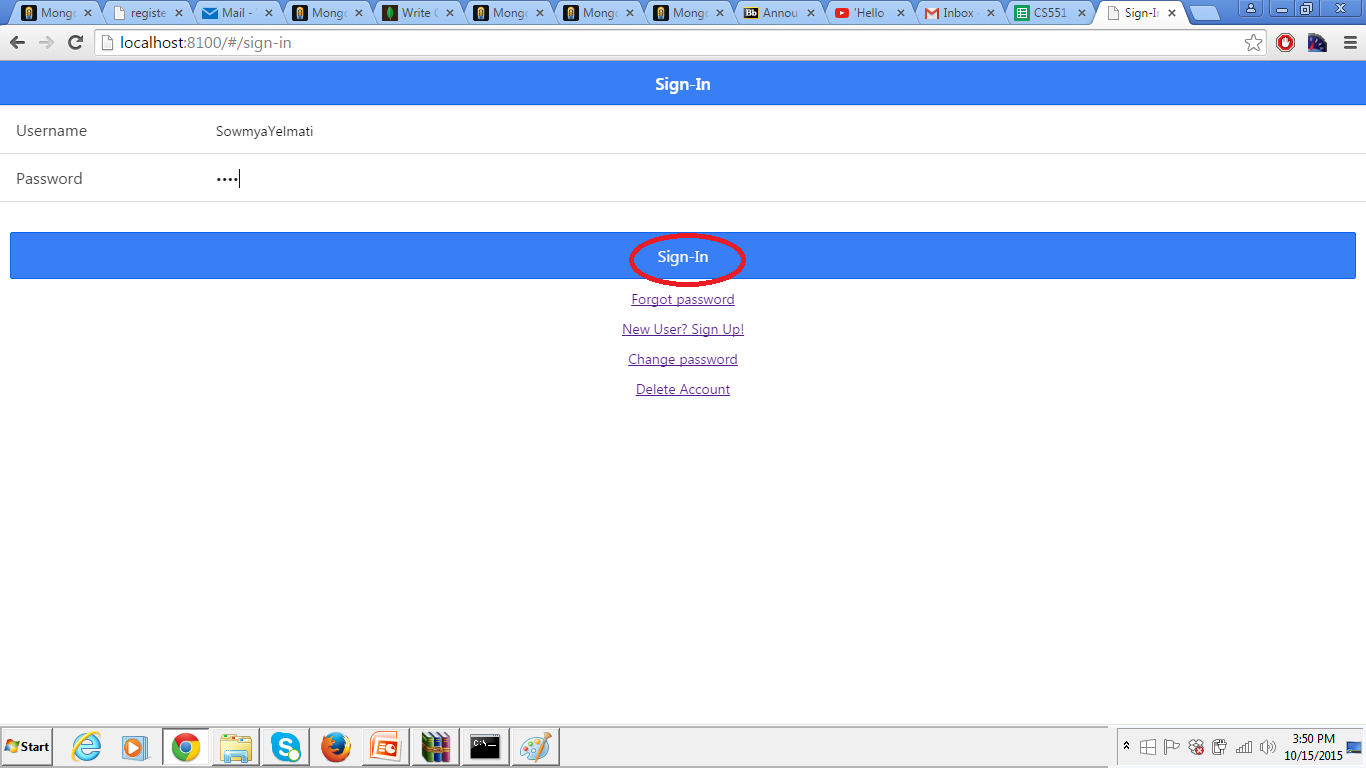 Mongo registe Mail - Mongo Write Mongo Mongo Mongo Annou 'Hello Inbox CS551 Sign-In
localhost:8100/#/sign-in
Sign-In
Username SowmyaYelmati
Password ••••
Sign-In
Forgot password
New User? Sign Up!
Change password
Delete Account
Start
3:50 PM
10/15/2015